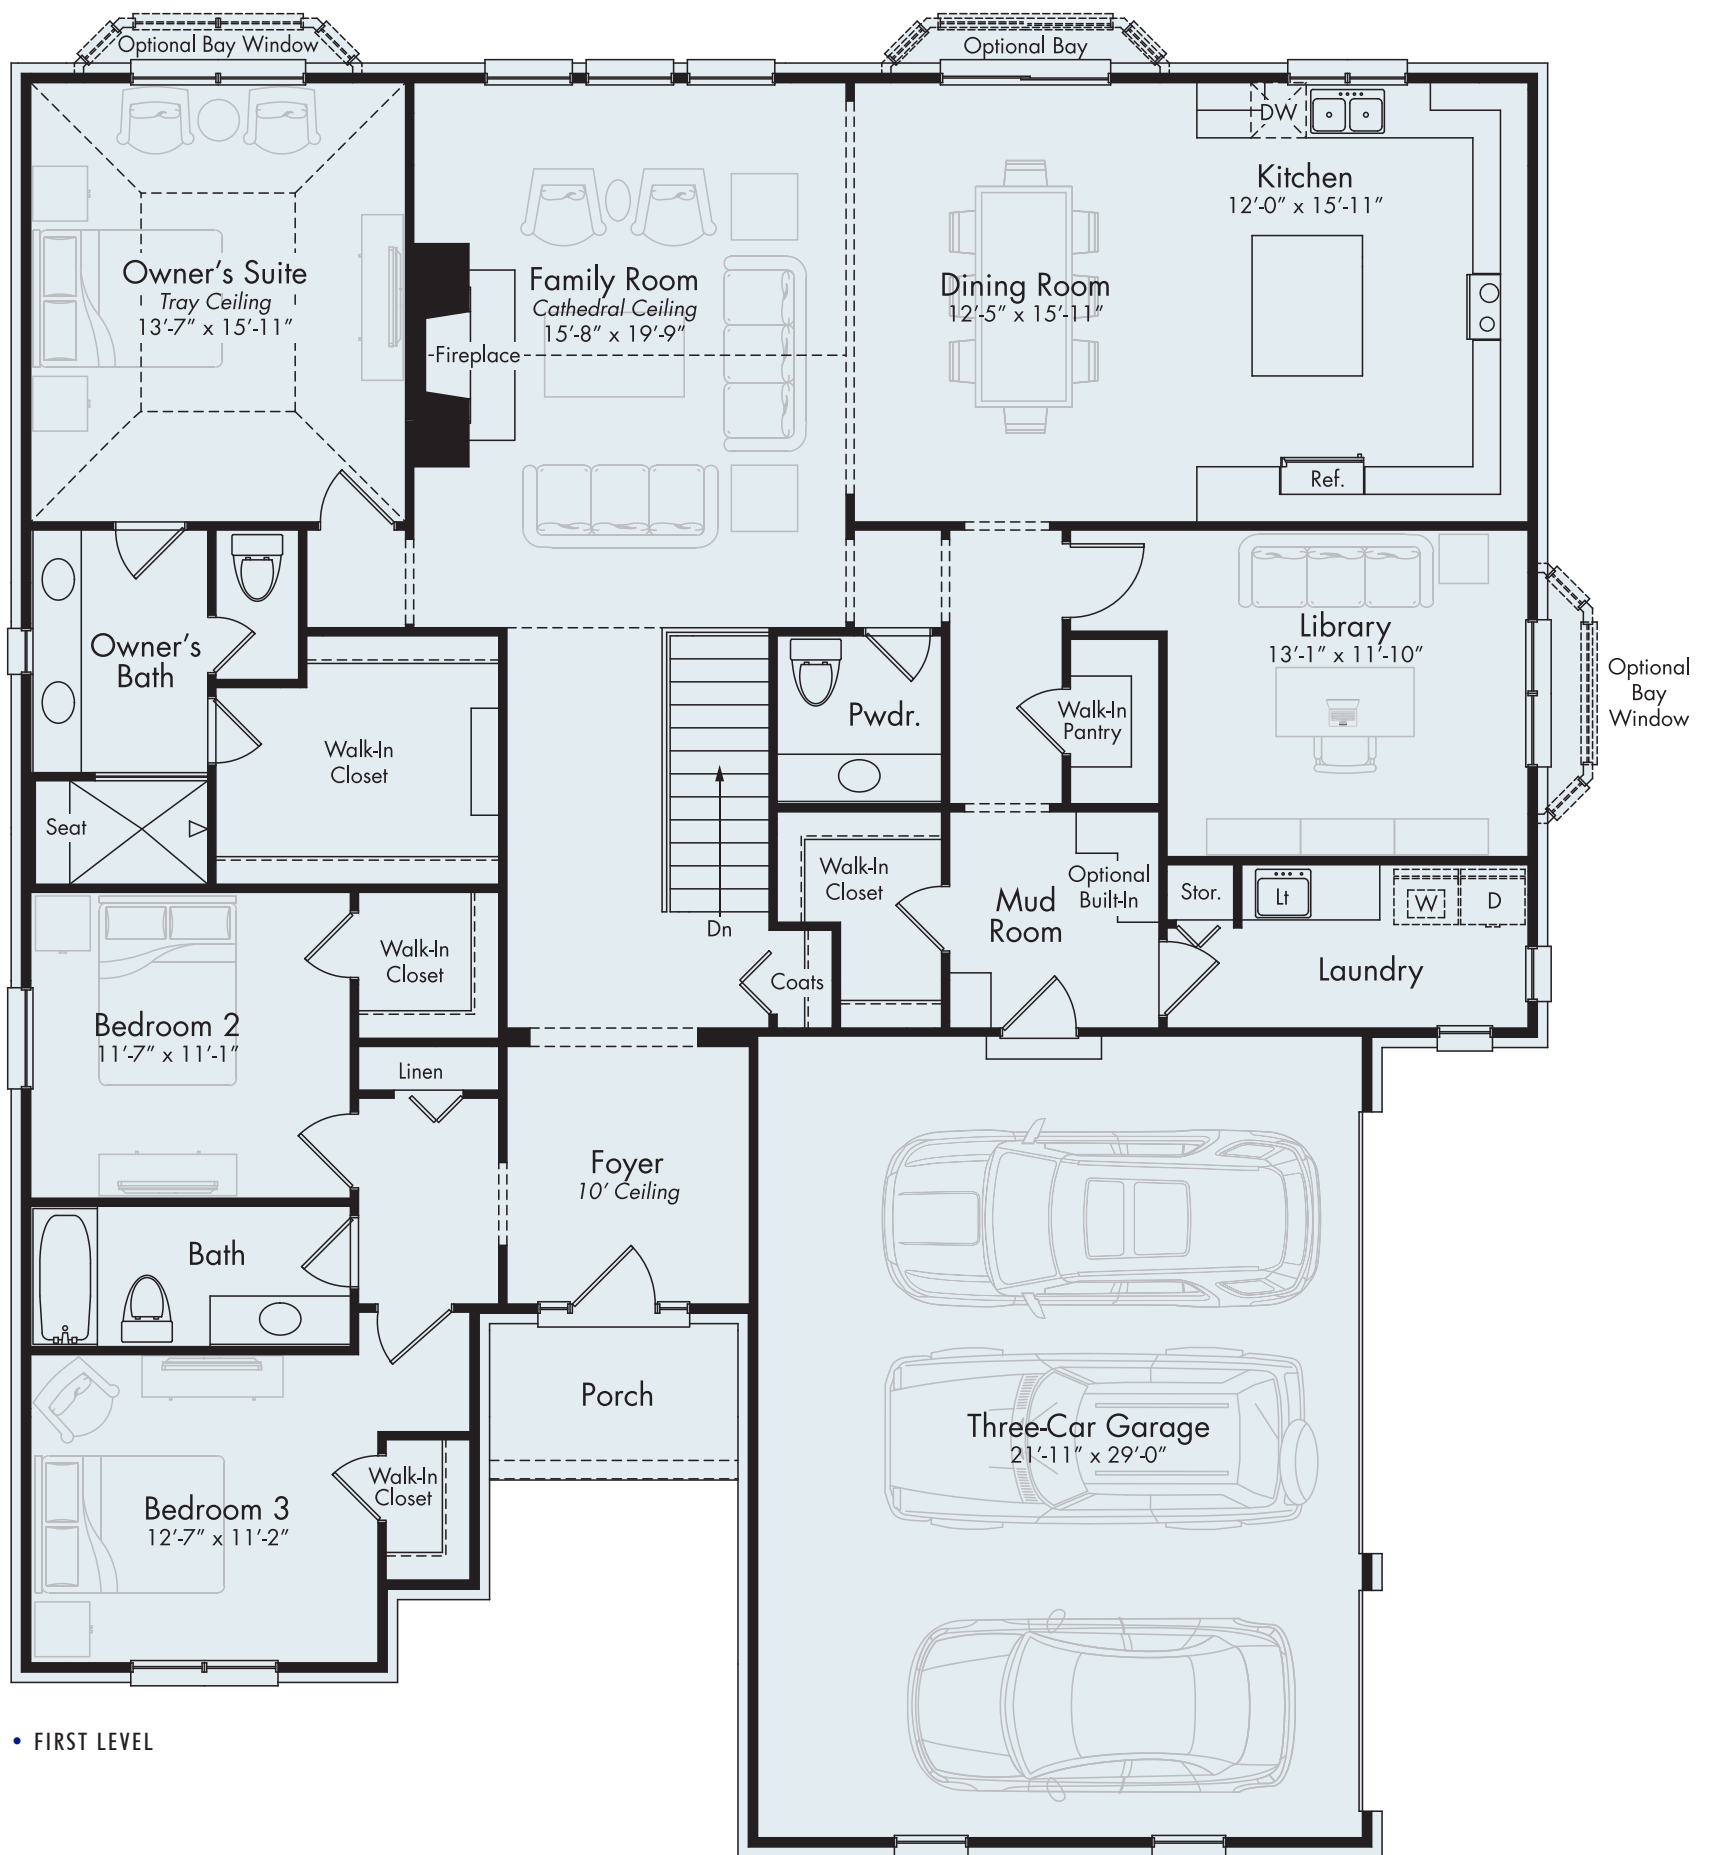 Optional Bay Window
Optional Bay
DW
Kitchen
12'-0" x 15'-11"
Owner's Suite
Tray Ceiling
13'-7" x 15'-11"
Family Room
Cathedral Ceiling
15'-8" x 19'-9"
Fireplace
Dining Room
12'-5" x 15'-11"
Ref.
Owner's
Bath
Library
13'-1" x 11'-10"
Optional
Bay
Window
Walk-In
Closet
Pwdr.
Walk-In
Pantry
Seat
Walk-In
Closet
Optional
Built-In
Stor.
Lt
W
D
Mud
Room
Dn
Walk-In
Closet
Coats
Laundry
Bedroom 2
11'-7" x 11'-1"
Linen
Foyer
10' Ceiling
Bath
Porch
Three-Car Garage
21'-11" x 29'-0"
Walk-In
Closet
Bedroom 3
12'-7" x 11'-2"
• FIRST LEVEL